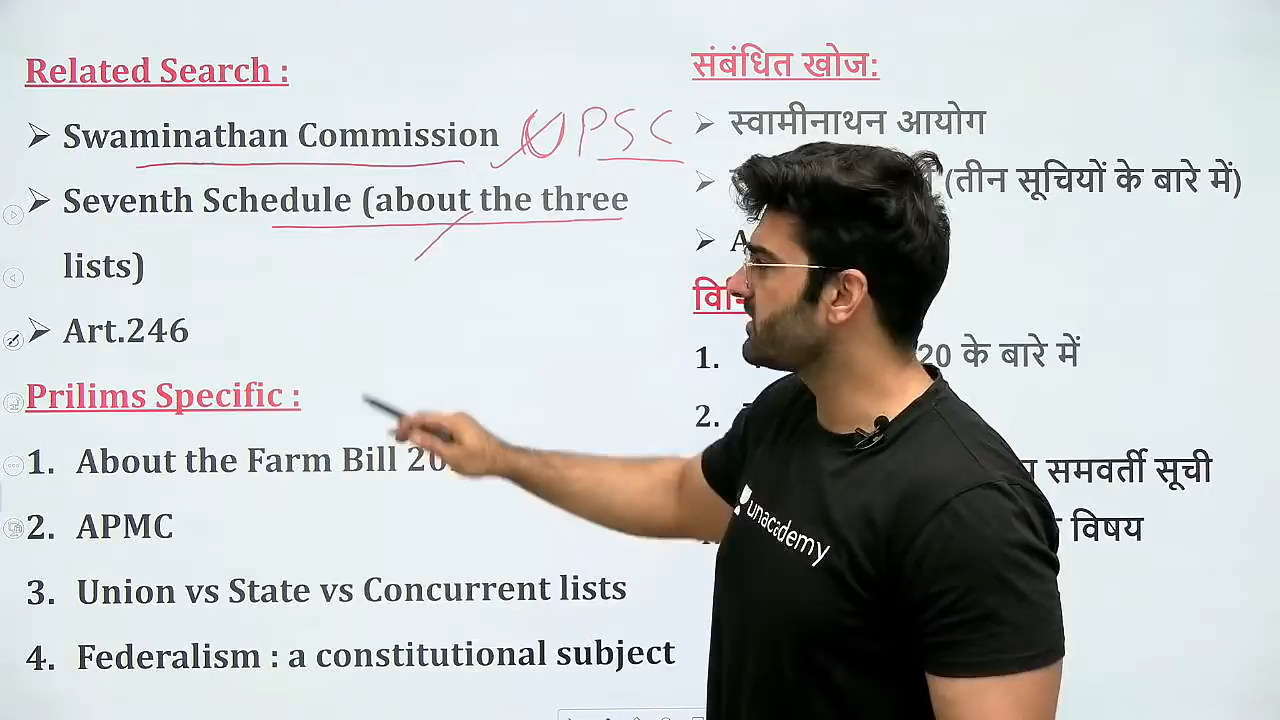 Related Search :
➢ Swaminathan Commission UPSC
➢ Seventh Schedule (about the three
lists)
➢ Art.246
Prilims Specific :
1. About the Farm Bill
2. APMC
3. Union vs State vs Concurrent lists
4. Federalism : a constitutional subject
संबंधित खोज:
➢ स्वामीनाथन आयोग
➢ (तीन सूचियों के बारे में)
➢
1. 20 के बारे में
2.
समवर्ती सूची
विषय
unacademy